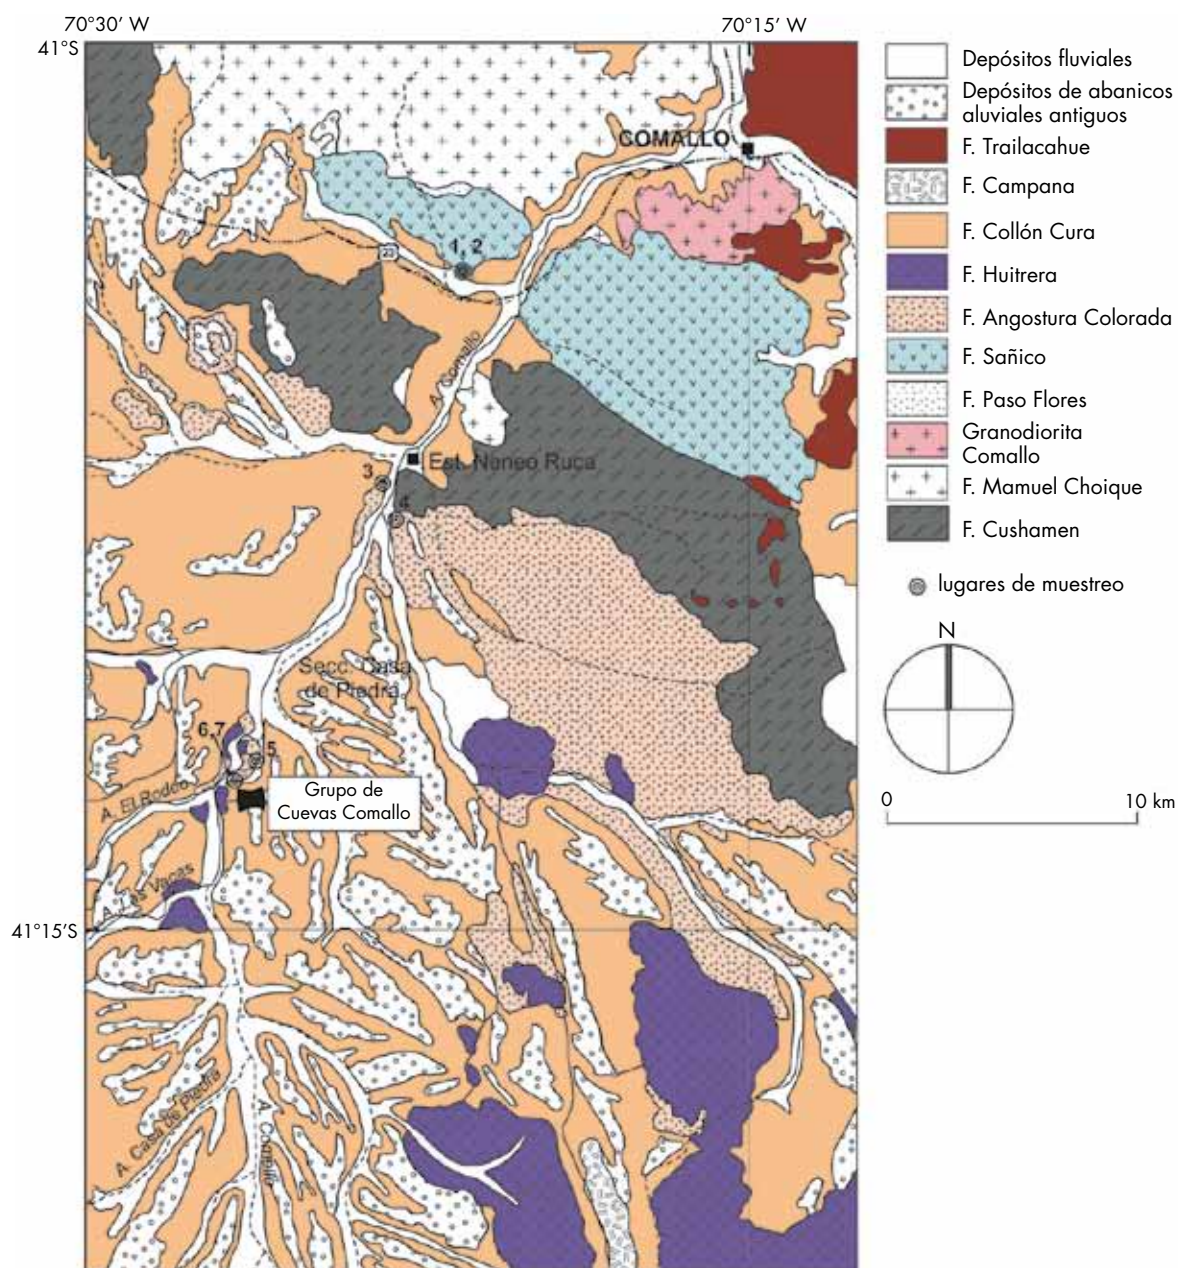 70°30' W
70°15' W
41°S
COMALLO
1, 2
23
A. Comallo
Est. Neneo Ruca
3
4
Secc. Casa
de Piedra
6,7
5
A. El Rodeo
Grupo de
Cuevas Comallo
A. Las Vacas
41°15'S
A. Casa de Piedra
A. Comallo
Depósitos fluviales
Depósitos de abanicos
aluviales antiguos
F. Trailacahue
F. Campana
F. Collón Cura
F. Huitrera
F. Angostura Colorada
F. Sañico
F. Paso Flores
Granodiorita
Comallo
F. Mamuel Choique
F. Cushamen
lugares de muestreo
N
0
10 km